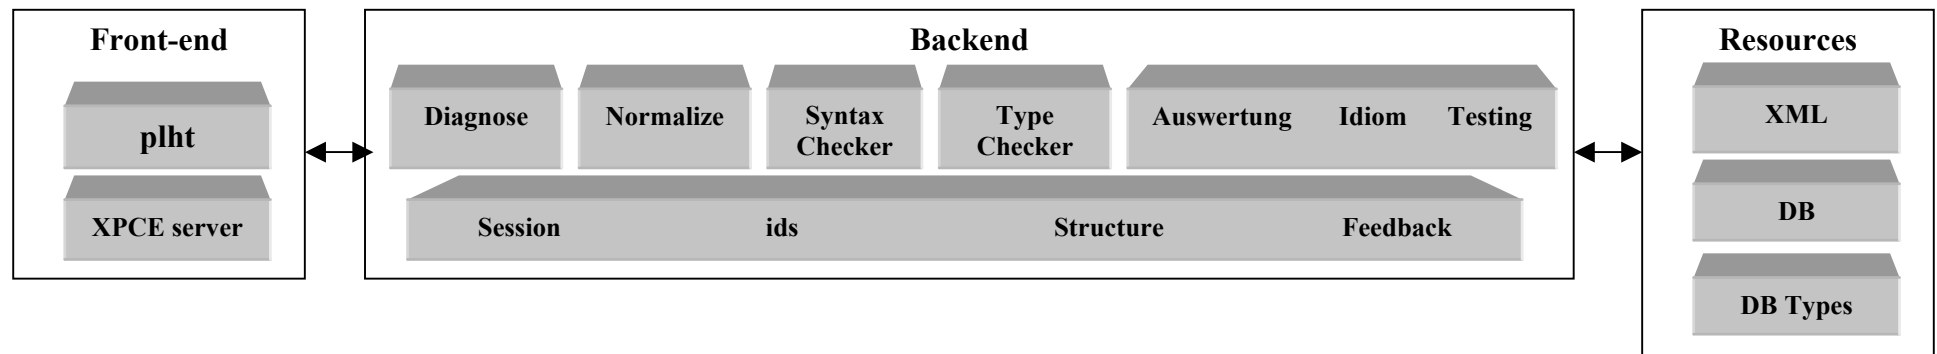 Front-end
plht
XPCE server
Backend
Diagnose
Normalize
Syntax
Checker
Type
Checker
Auswertung Idiom Testing
Session ids Structure Feedback
Resources
XML
DB
DB Types